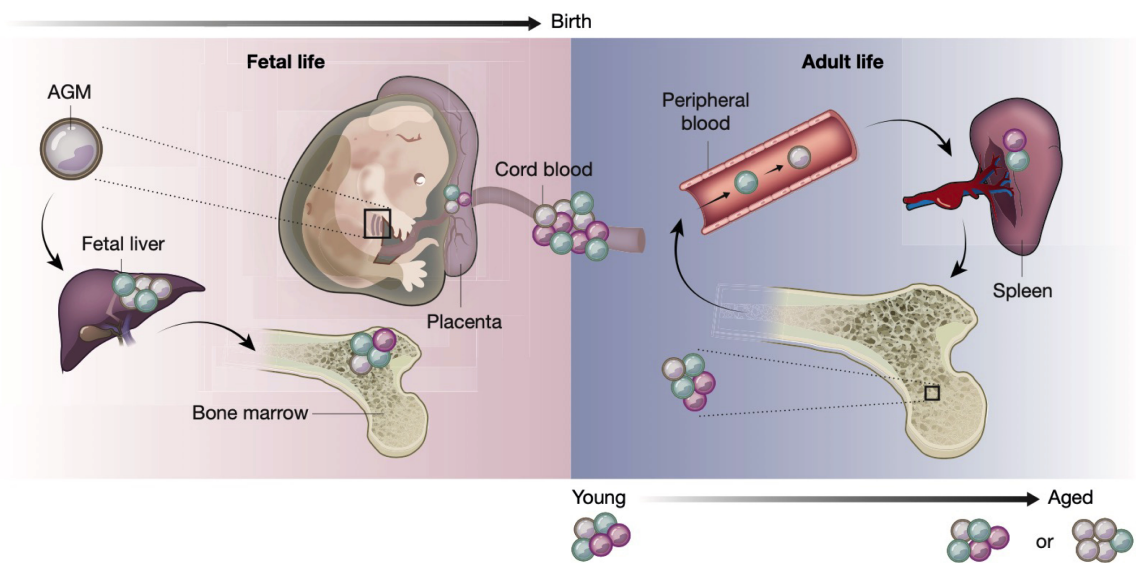 Birth
Fetal life
Adult life
AGM
Peripheral
blood
Cord blood
Fetal liver
Spleen
Placenta
Bone marrow
Young
Aged
or